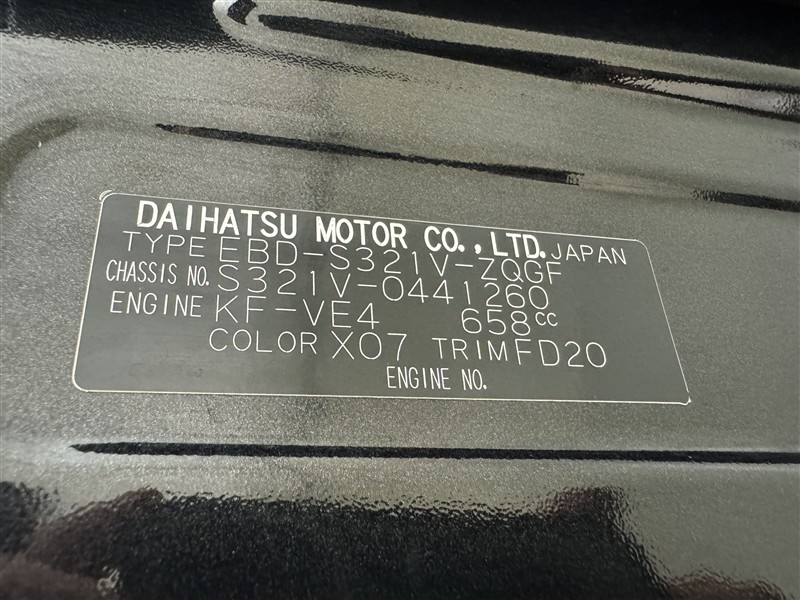 DAIHATSU MOTOR CO., LTD. JAPAN
TYPE EBD-S321V-ZQGF
CHASSIS NO. S321V-0441260
ENGINE KF-VE4 658cc
COLOR X07 TRIM FD20
ENGINE NO.